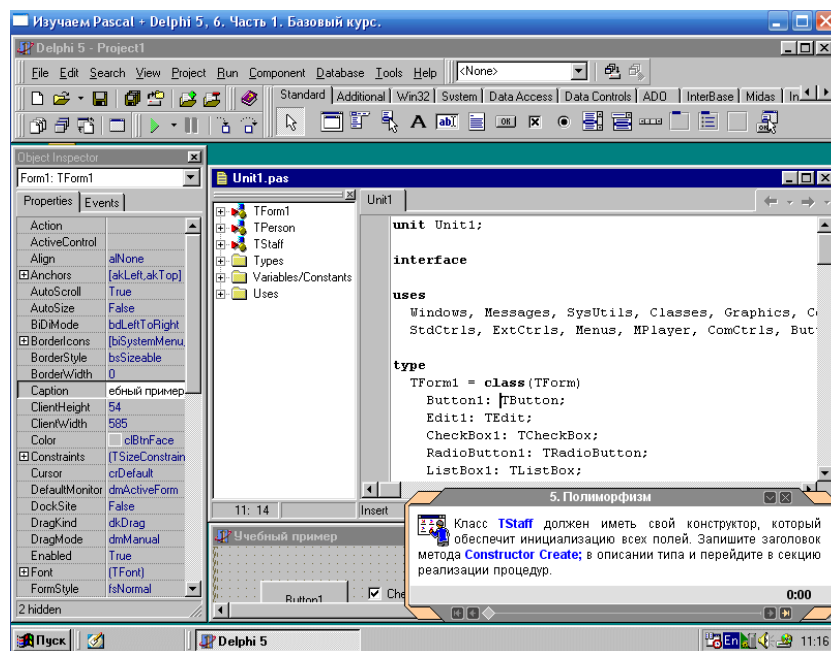 Изучаем Pascal + Delphi 5, 6. Часть 1. Базовый курс.
Delphi 5 - Project1
File Edit Search View Project Run Component Database Tools Help <None>
Standard Additional Win32 System Data Access Data Controls ADO InterBase Midas In
Object Inspector
Form1: TForm1
Properties Events
Action
ActiveControl
Align alNone
Anchors [akLeft,akTop]
AutoScroll True
AutoSize False
BiDiMode bdLeftToRight
BorderIcons [biSystemMenu,
BorderStyle bsSizeable
BorderWidth 0
Caption ебный пример
ClientHeight 54
ClientWidth 585
Color clBtnFace
Constraints (TSizeConstrain
Cursor crDefault
DefaultMonitor dmActiveForm
DockSite False
DragKind dkDrag
DragMode dmManual
Enabled True
Font (TFont)
FormStyle fsNormal
2 hidden
Unit1.pas
TForm1
TPerson
TStaff
Types
Variables/Constants
Uses
Unit1
unit Unit1;
interface
uses
Windows, Messages, SysUtils, Classes, Graphics, Co
StdCtrls, ExtCtrls, Menus, MPlayer, ComCtrls, But
type
TForm1 = class(TForm)
Button1: TButton;
Edit1: TEdit;
CheckBox1: TCheckBox;
RadioButton1: TRadioButton;
ListBox1: TListBox;
11: 14 Insert
Учебный пример
Button1
Che
5. Полиморфизм
Класс TStaff должен иметь свой конструктор, который
обеспечит инициализацию всех полей. Запишите заголовок
метода Constructor Create; в описании типа и перейдите в секцию
реализации процедур.
0:00
Пуск
Delphi 5
En
11:16